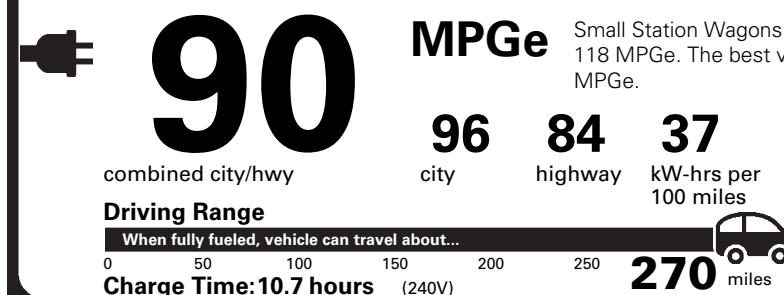 90
MPGe
Small Station Wagons
118 MPGe. The best
MPGe.
combined city/hwy
96
city
84
highway
37
kW-hrs per
100 miles
Driving Range
When fully fueled, vehicle can travel about...
0 50 100 150 200 250 270 miles
Charge Time: 10.7 hours (240V)